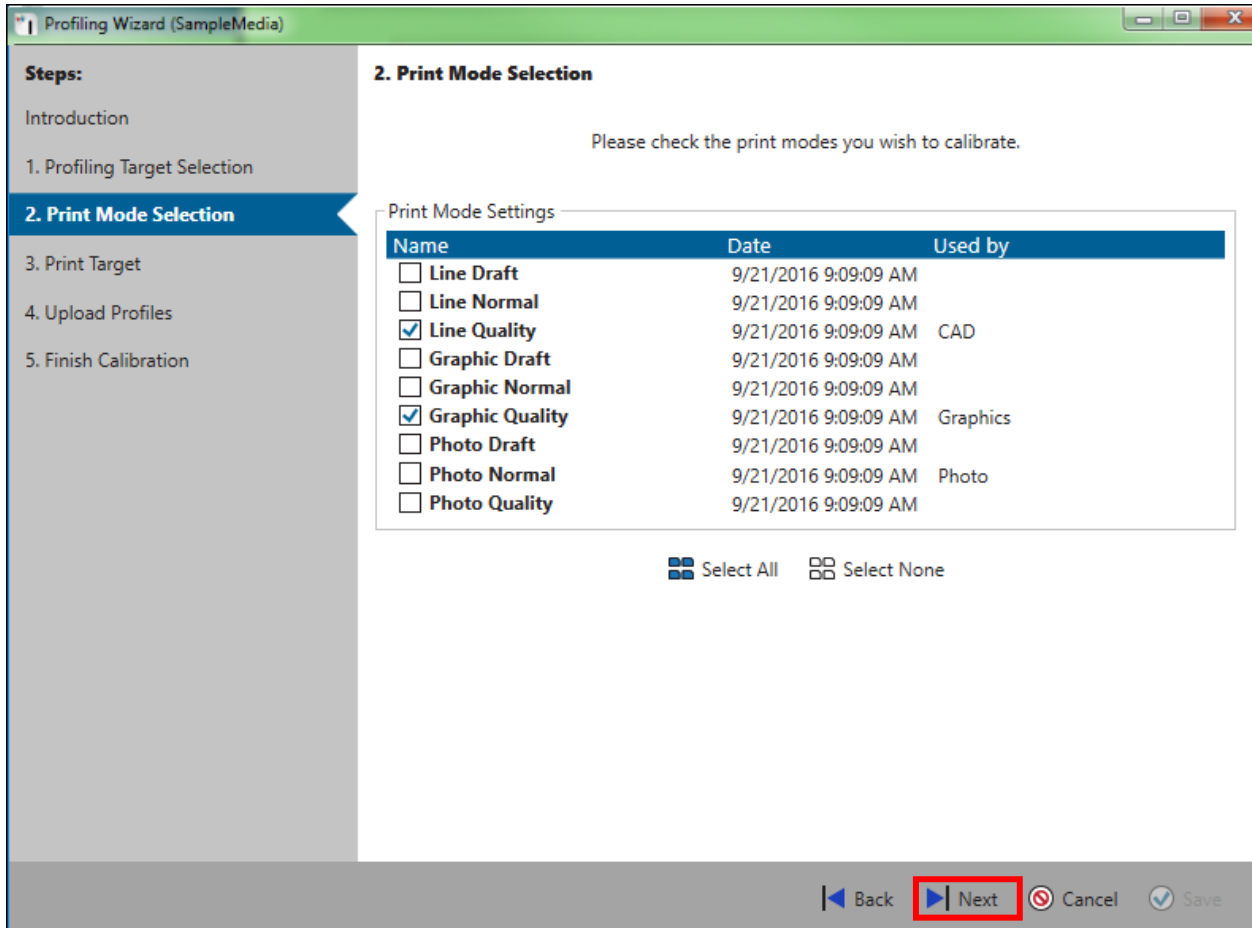 Profiling Wizard (SampleMedia)
Steps:
Introduction
1. Profiling Target Selection
2. Print Mode Selection
3. Print Target
4. Upload Profiles
5. Finish Calibration
2. Print Mode Selection
Please check the print modes you wish to calibrate.
Print Mode Settings
Name Date Used by
Line Draft 9/21/2016 9:09:09 AM
Line Normal 9/21/2016 9:09:09 AM
Line Quality 9/21/2016 9:09:09 AM CAD
Graphic Draft 9/21/2016 9:09:09 AM
Graphic Normal 9/21/2016 9:09:09 AM
Graphic Quality 9/21/2016 9:09:09 AM Graphics
Photo Draft 9/21/2016 9:09:09 AM
Photo Normal 9/21/2016 9:09:09 AM Photo
Photo Quality 9/21/2016 9:09:09 AM
Select All Select None
Back Next Cancel Save